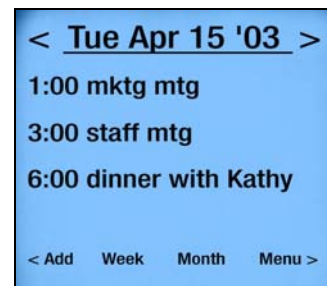 < Tue Apr 15 '03 >
1:00 mktg mtg
3:00 staff mtg
6:00 dinner with Kathy
< Add Week Month Menu >